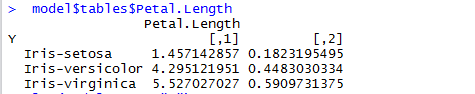 >  model$tables$Petal.Length
Petal.Length
Y [,1] [,2]
Iris-setosa 1.457142857 0.1823195495
Iris-versicolor 4.295121951 0.4483030334
Iris-virginica 5.527027027 0.5909731375